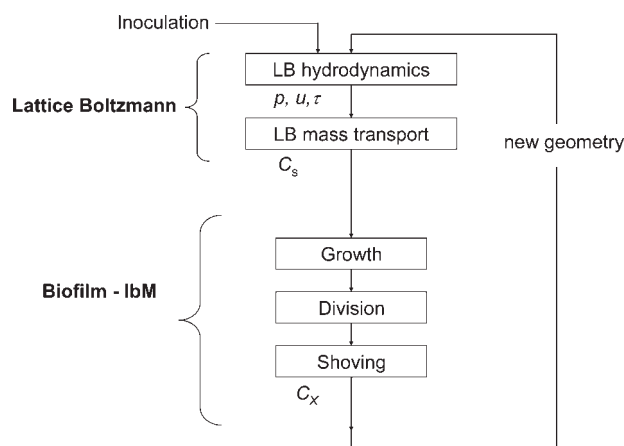 Inoculation
LB hydrodynamics
p, u, τ
Lattice Boltzmann
LB mass transport
new geometry
Cs
Growth
Biofilm - IbM
Division
Shoving
CX